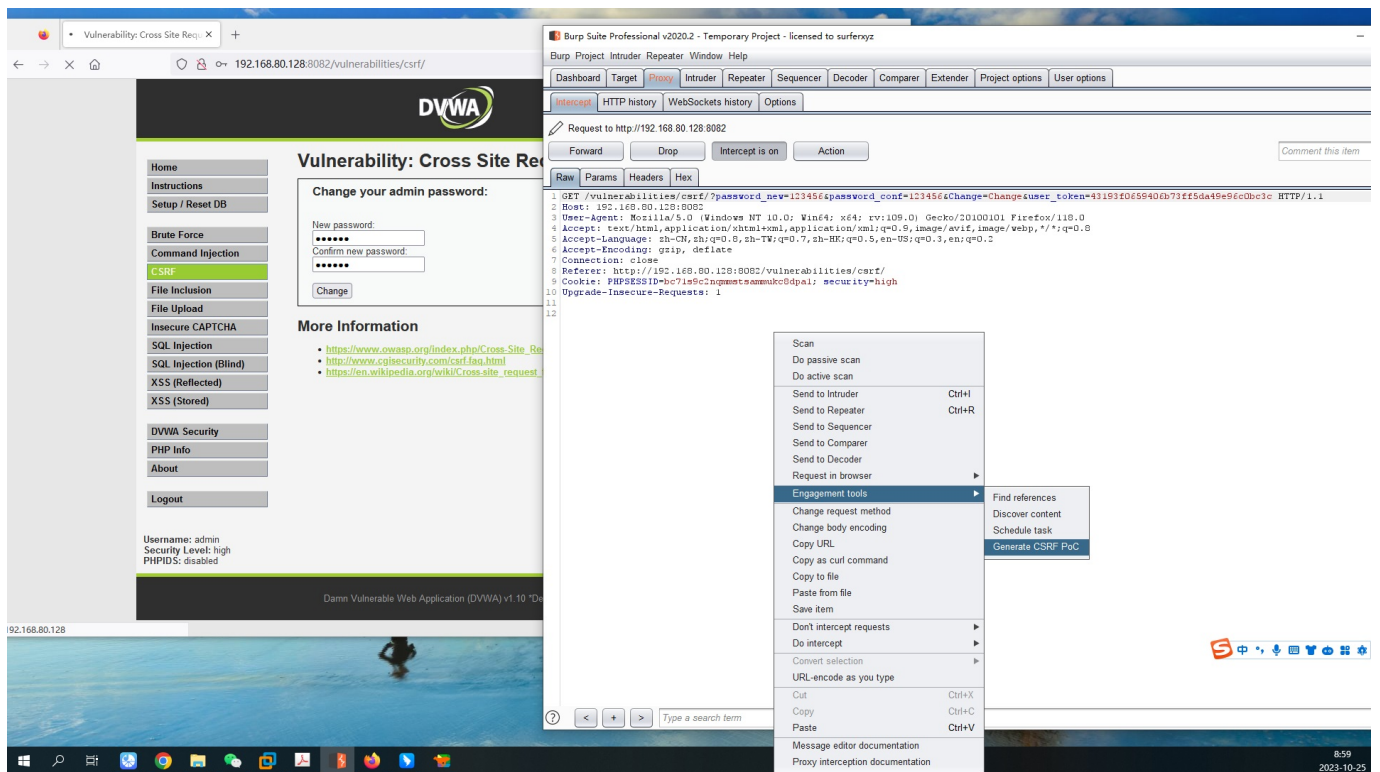 Vulnerability: Cross Site Req
192.168.80.128:8082/vulnerabilities/csrf/
DVWA
Home
Instructions
Setup / Reset DB
Brute Force
Command Injection
CSRF
File Inclusion
File Upload
Insecure CAPTCHA
SQL Injection
SQL Injection (Blind)
XSS (Reflected)
XSS (Stored)
DVWA Security
PHP Info
About
Logout
Username: admin
Security Level: high
PHPIDS: disabled
Vulnerability: Cross Site Re
Change your admin password:
New password:
••••••
Confirm new password:
••••••
Change
More Information
• https://www.owasp.org/index.php/Cross-Site_Re
• http://www.cgisecurity.com/csrf-faq.html
• https://en.wikipedia.org/wiki/Cross-site_request_
Damn Vulnerable Web Application (DVWA) v1.10 "De
192.168.80.128
Burp Suite Professional v2020.2 - Temporary Project - licensed to surferxyz
Burp Project Intruder Repeater Window Help
Dashboard Target Proxy Intruder Repeater Sequencer Decoder Comparer Extender Project options User options
Intercept HTTP history WebSockets history Options
Request to http://192.168.80.128:8082
Forward Drop Intercept is on Action Comment this item
Raw Params Headers Hex
1 GET /vulnerabilities/csrf/?password_new=123456&password_conf=123456&Change=Change&user_token=43193f0659406b73ff5da49e96c0bc3c HTTP/1.1
2 Host: 192.168.80.128:8082
3 User-Agent: Mozilla/5.0 (Windows NT 10.0; Win64; x64; rv:109.0) Gecko/20100101 Firefox/118.0
4 Accept: text/html,application/xhtml+xml,application/xml;q=0.9,image/avif,image/webp,*/*;q=0.8
5 Accept-Language: zh-CN,zh;q=0.8,zh-TW;q=0.7,zh-HK;q=0.5,en-US;q=0.3,en;q=0.2
6 Accept-Encoding: gzip, deflate
7 Connection: close
8 Referer: http://192.168.80.128:8082/vulnerabilities/csrf/
9 Cookie: PHPSESSID=bc71s9c2nqmmstsammukc8dpa1; security=high
10 Upgrade-Insecure-Requests: 1
11
12
Scan
Do passive scan
Do active scan
Send to Intruder Ctrl+I
Send to Repeater Ctrl+R
Send to Sequencer
Send to Comparer
Send to Decoder
Request in browser
Engagement tools
Change request method
Change body encoding
Copy URL
Copy as curl command
Copy to file
Paste from file
Save item
Don't intercept requests
Do intercept
Convert selection
URL-encode as you type
Cut Ctrl+X
Copy Ctrl+C
Paste Ctrl+V
Message editor documentation
Proxy interception documentation
Find references
Discover content
Schedule task
Generate CSRF PoC
? < + > Type a search term
中
8:59
2023-10-25